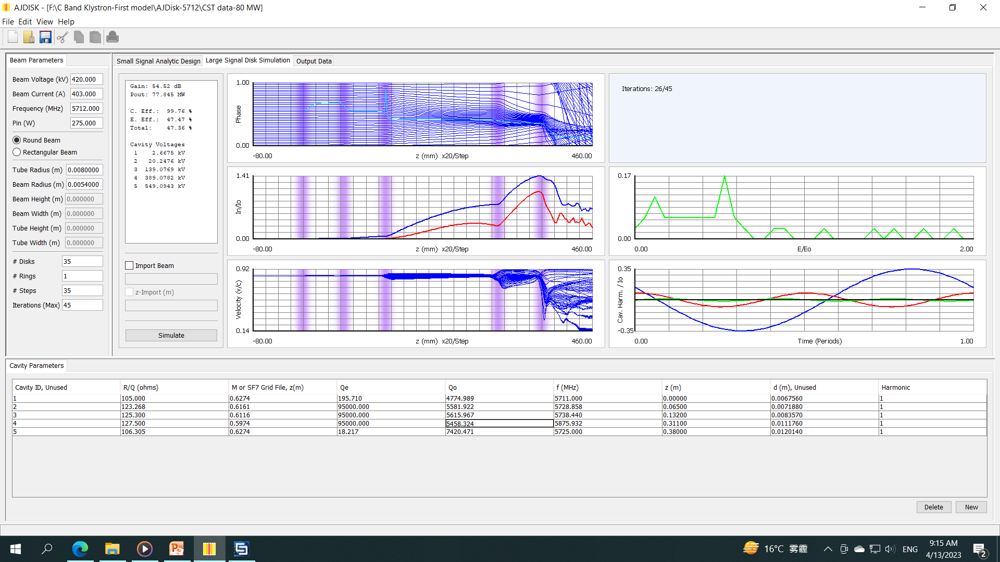 AJDISK - [F:\C Band Klystron-First model\AJDisk-5712\CST data-80 MW]
File Edit View Help
Beam Parameters
Beam Voltage (kV) 420.000
Beam Current (A) 403.000
Frequency (MHz) 5712.000
Pin (W) 275.000
Round Beam
Rectangular Beam
Tube Radius (m) 0.0080000
Beam Radius (m) 0.0054000
Beam Height (m) 0.000000
Beam Width (m) 0.000000
Tube Height (m) 0.000000
Tube Width (m) 0.000000
# Disks 35
# Rings 1
# Steps 35
Iterations (Max) 45
Small Signal Analytic Design Large Signal Disk Simulation Output Data
Gain: 54.52 dB
Pout: 77.845 MW
C. Eff.: 99.76 %
E. Eff.: 47.47 %
Total: 47.36 %
Cavity Voltages
1 2.6675 kV
2 20.2476 kV
3 139.0769 kV
4 389.0782 kV
5 549.0943 kV
Import Beam
z-Import (m)
Simulate
1.00
Phase
0.00
-80.00 z (mm) x20/Step 460.00
1.41
In/Io
0.00
-80.00 z (mm) x20/Step 460.00
0.92
Velocity (v/c)
0.14
-80.00 z (mm) x20/Step 460.00
Iterations: 26/45
0.17
0.00
0.00 E/Eo 2.00
0.35
Cav. Harm. / Io
-0.35
0.00 Time (Periods) 1.00
Cavity Parameters
Cavity ID, Unused R/Q (ohms) M or SF7 Grid File, z(m) Qe Qo f (MHz) z (m) d (m), Unused Harmonic
1 105.000 0.6274 195.710 4774.989 5711.000 0.00000 0.0067560 1
2 123.268 0.6161 95000.000 5581.922 5728.858 0.06500 0.0071880 1
3 125.300 0.6116 95000.000 5615.967 5738.440 0.13200 0.0083570 1
4 127.500 0.5974 95000.000 5458.324 5875.932 0.31100 0.0111760 1
5 106.305 0.6274 18.217 7420.471 5725.000 0.38000 0.0120140 1
Delete New
16°C 雾霾 ENG 9:15 AM
4/13/2023
2